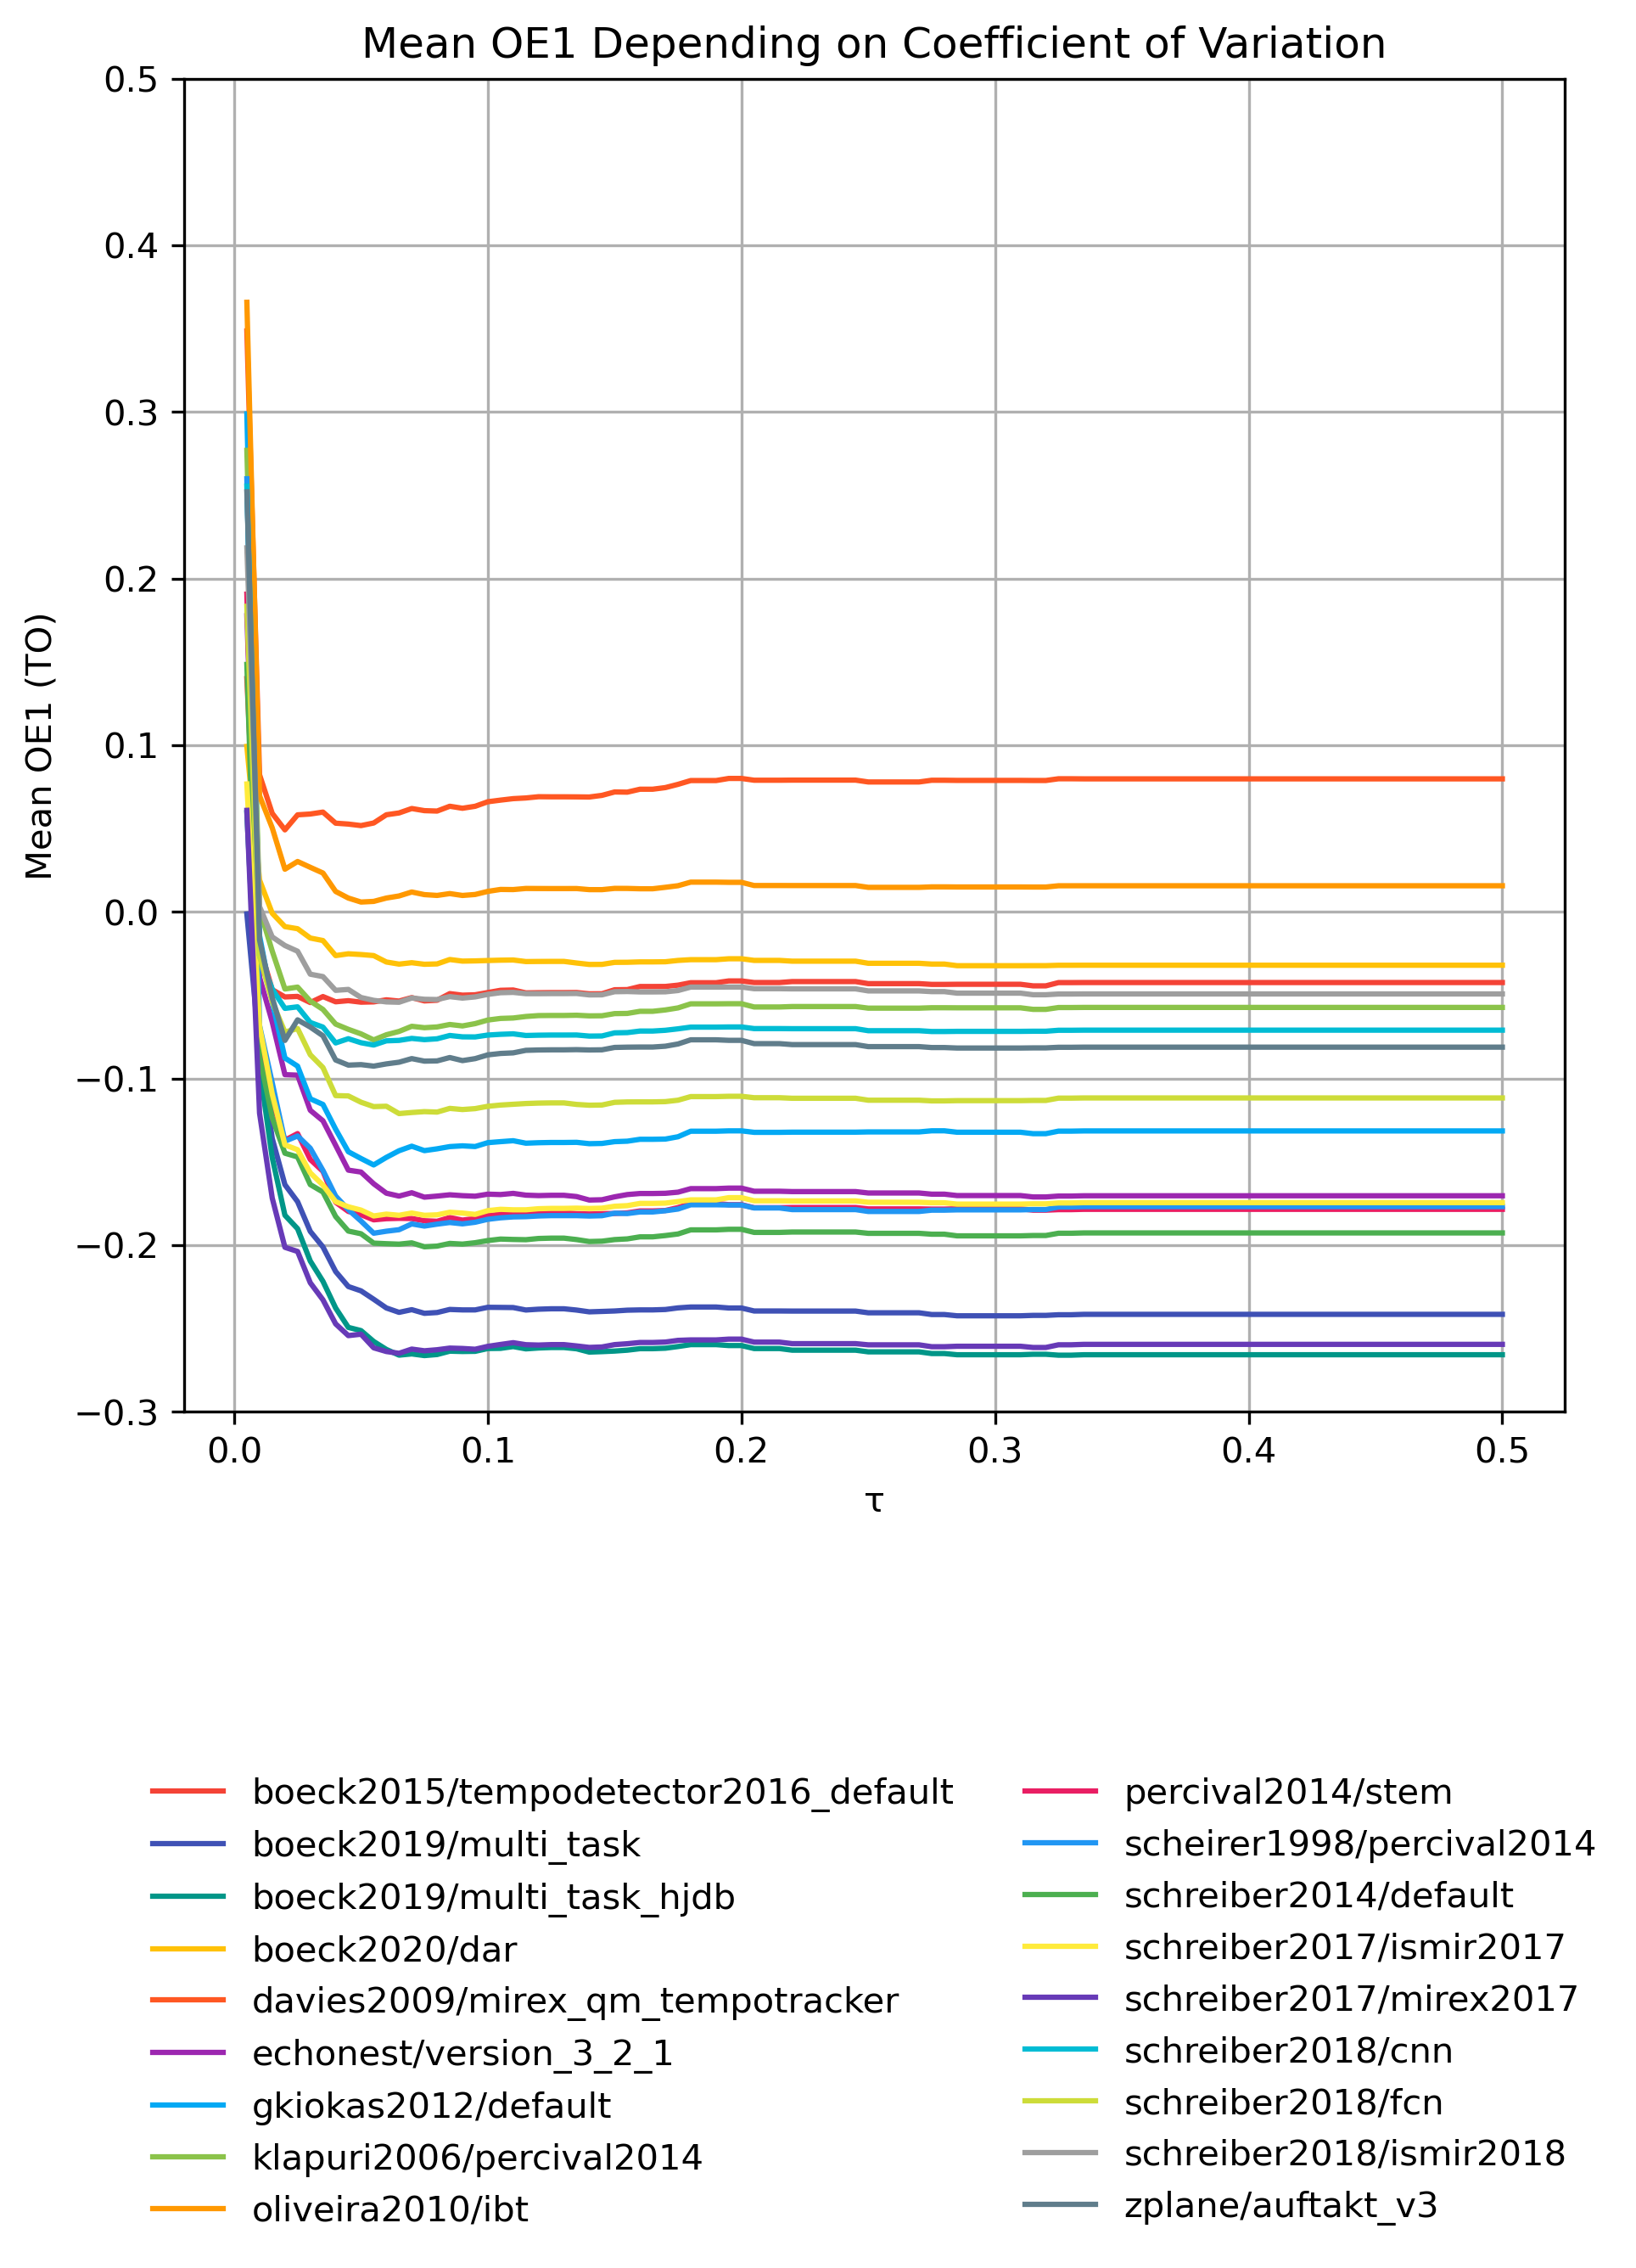 Mean OE1 Depending on Coefficient of Variation
0.5
0.4
0.3
0.2
0.1
0.0
−0.1
−0.2
−0.3
Mean OE1 (TO)
0.0 0.1 0.2 0.3 0.4 0.5
τ
boeck2015/tempodetector2016_default
boeck2019/multi_task
boeck2019/multi_task_hjdb
boeck2020/dar
davies2009/mirex_qm_tempotracker
echonest/version_3_2_1
gkiokas2012/default
klapuri2006/percival2014
oliveira2010/ibt
percival2014/stem
scheirer1998/percival2014
schreiber2014/default
schreiber2017/ismir2017
schreiber2017/mirex2017
schreiber2018/cnn
schreiber2018/fcn
schreiber2018/ismir2018
zplane/auftakt_v3